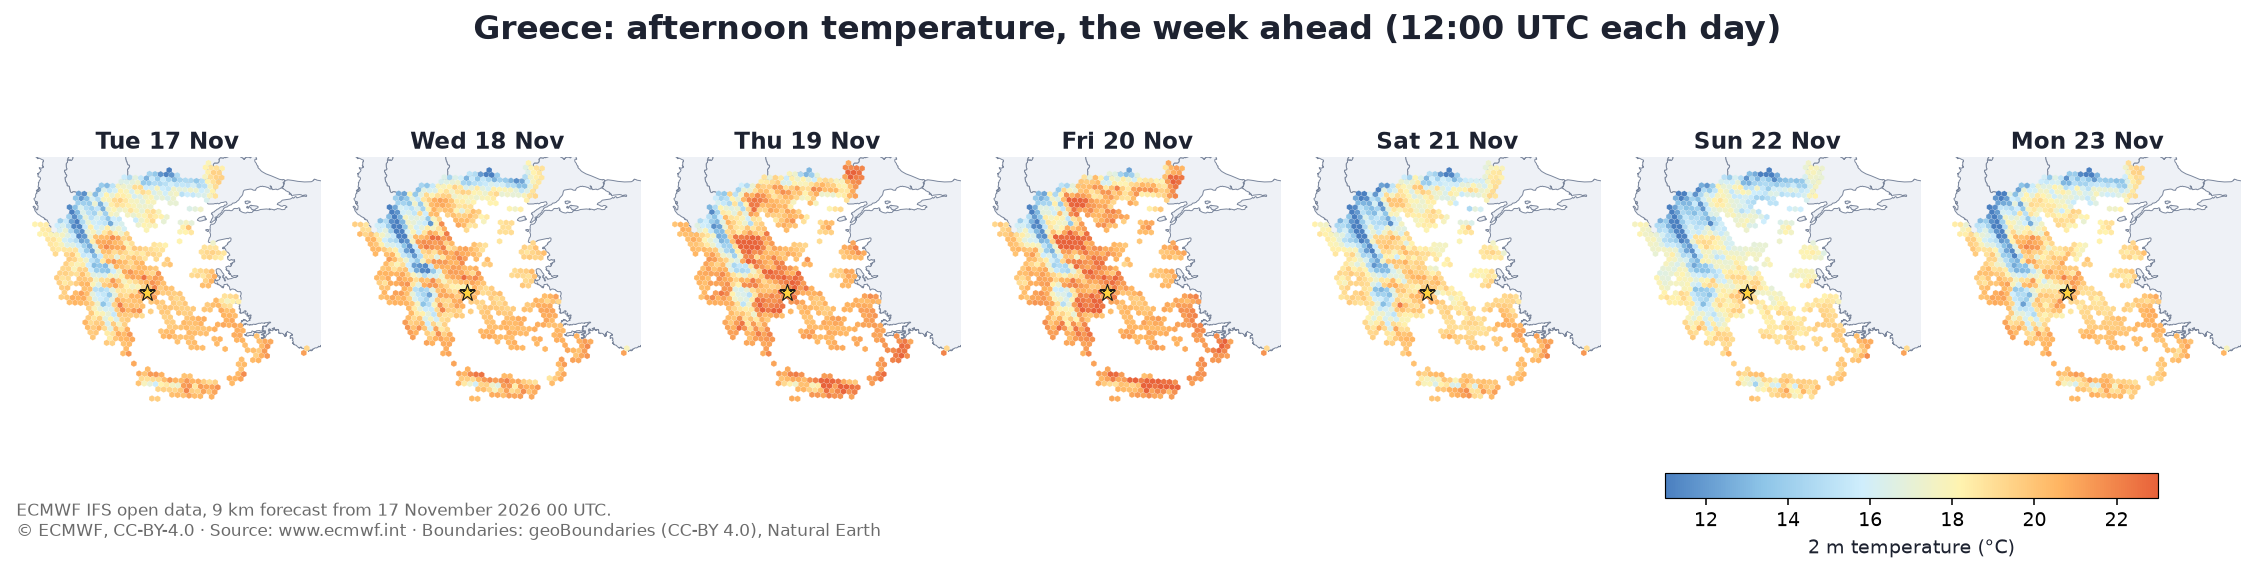 Greece: afternoon temperature, the week ahead (12:00 UTC each day)
Tue 17 Nov
Wed 18 Nov
Thu 19 Nov
Fri 20 Nov
Sat 21 Nov
Sun 22 Nov
Mon 23 Nov
12 14 16 18 20 22
2 m temperature (°C)
ECMWF IFS open data, 9 km forecast from 17 November 2026 00 UTC.
© ECMWF, CC-BY-4.0 · Source: www.ecmwf.int · Boundaries: geoBoundaries (CC-BY 4.0), Natural Earth